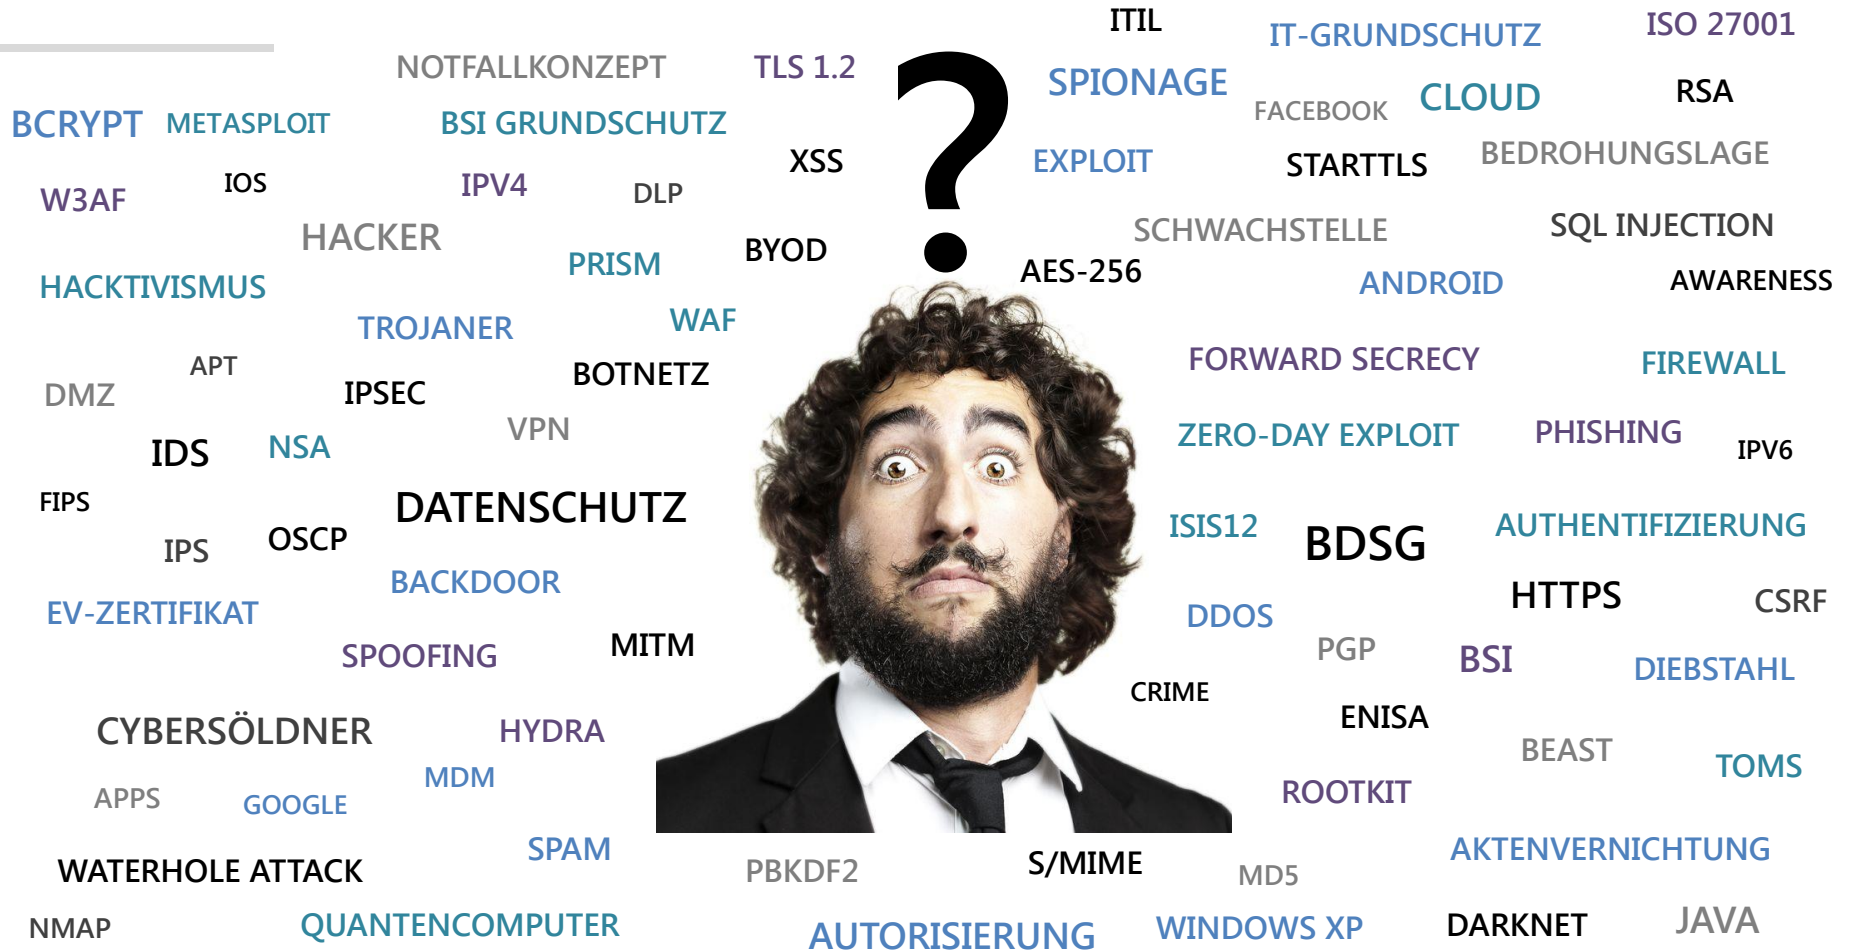 ITIL
IT-GRUNDSCHUTZ
ISO 27001
NOTFALLKONZEPT
TLS 1.2
?
SPIONAGE
FACEBOOK
CLOUD
RSA
BCRYPT
METASPLOIT
BSI GRUNDSCHUTZ
XSS
EXPLOIT
STARTTLS
BEDROHUNGSLAGE
W3AF
IOS
IPV4
DLP
HACKER
SCHWACHSTELLE
SQL INJECTION
PRISM
BYOD
AES-256
ANDROID
AWARENESS
HACKTIVISMUS
TROJANER
WAF
APT
FORWARD SECRECY
FIREWALL
DMZ
IPSEC
BOTNETZ
VPN
ZERO-DAY EXPLOIT
PHISHING
IPV6
IDS
NSA
FIPS
DATENSCHUTZ
ISIS12
BDSG
AUTHENTIFIZIERUNG
IPS
OSCP
BACKDOOR
HTTPS
CSRF
EV-ZERTIFIKAT
DDOS
SPOOFING
MITM
PGP
BSI
DIEBSTAHL
CRIME
CYBERSÖLDNER
HYDRA
ENISA
BEAST
TOMS
MDM
APPS
GOOGLE
ROOTKIT
SPAM
AKTENVERNICHTUNG
WATERHOLE ATTACK
PBKDF2
S/MIME
MD5
NMAP
QUANTENCOMPUTER
AUTORISIERUNG
WINDOWS XP
DARKNET
JAVA